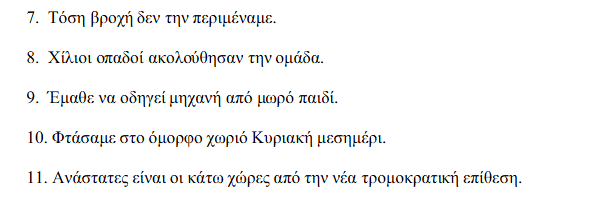 7. Τόση βροχή δεν την περιμέναμε.
8. Χίλιοι οπαδοί ακολούθησαν την ομάδα.
9. Έμαθε να οδηγεί μηχανή από μωρό παιδί.
10. Φτάσαμε στο όμορφο χωριό Κυριακή μεσημέρι.
11. Ανάστατες είναι οι κάτω χώρες από την νέα τρομοκρατική επίθεση.